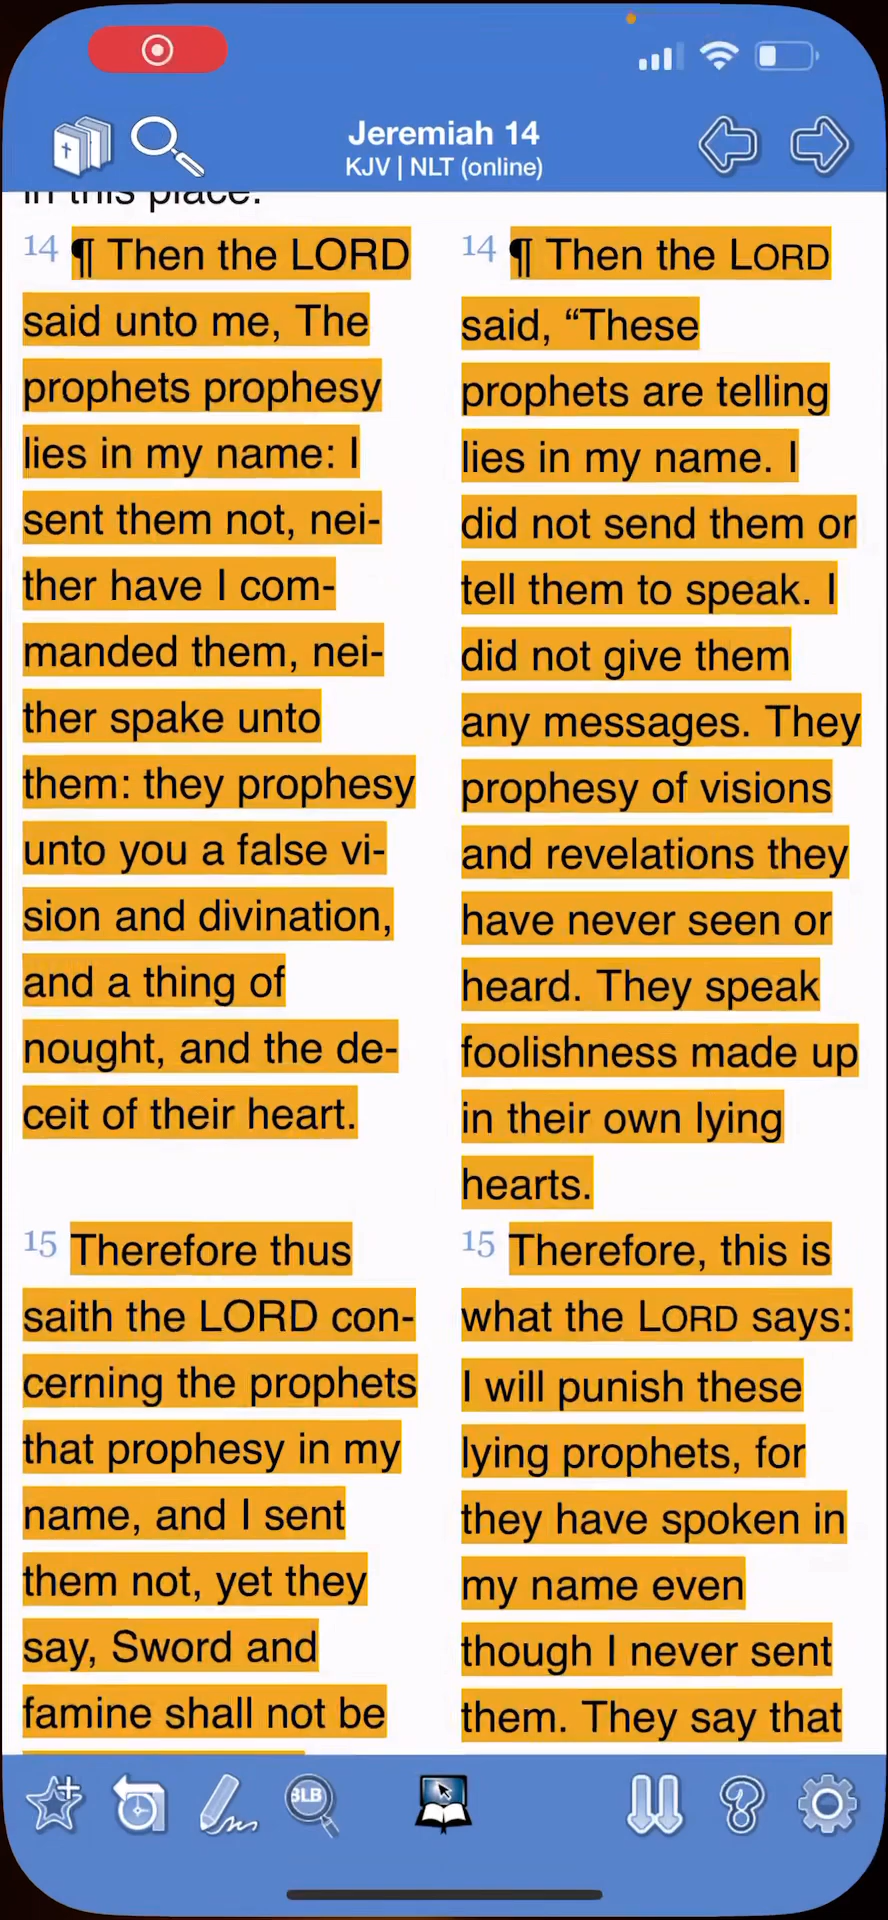 Jeremiah 14
KJV | NLT (online)
in this place.
14 ¶ Then the LORD
said unto me, The
prophets prophesy
lies in my name: I
sent them not, nei-
ther have I com-
manded them, nei-
ther spake unto
them: they prophesy
unto you a false vi-
sion and divination,
and a thing of
nought, and the de-
ceit of their heart.
15 Therefore thus
saith the LORD con-
cerning the prophets
that prophesy in my
name, and I sent
them not, yet they
say, Sword and
famine shall not be
14 ¶ Then the LORD
said, “These
prophets are telling
lies in my name. I
did not send them or
tell them to speak. I
did not give them
any messages. They
prophesy of visions
and revelations they
have never seen or
heard. They speak
foolishness made up
in their own lying
hearts.
15 Therefore, this is
what the LORD says:
I will punish these
lying prophets, for
they have spoken in
my name even
though I never sent
them. They say that
BLB